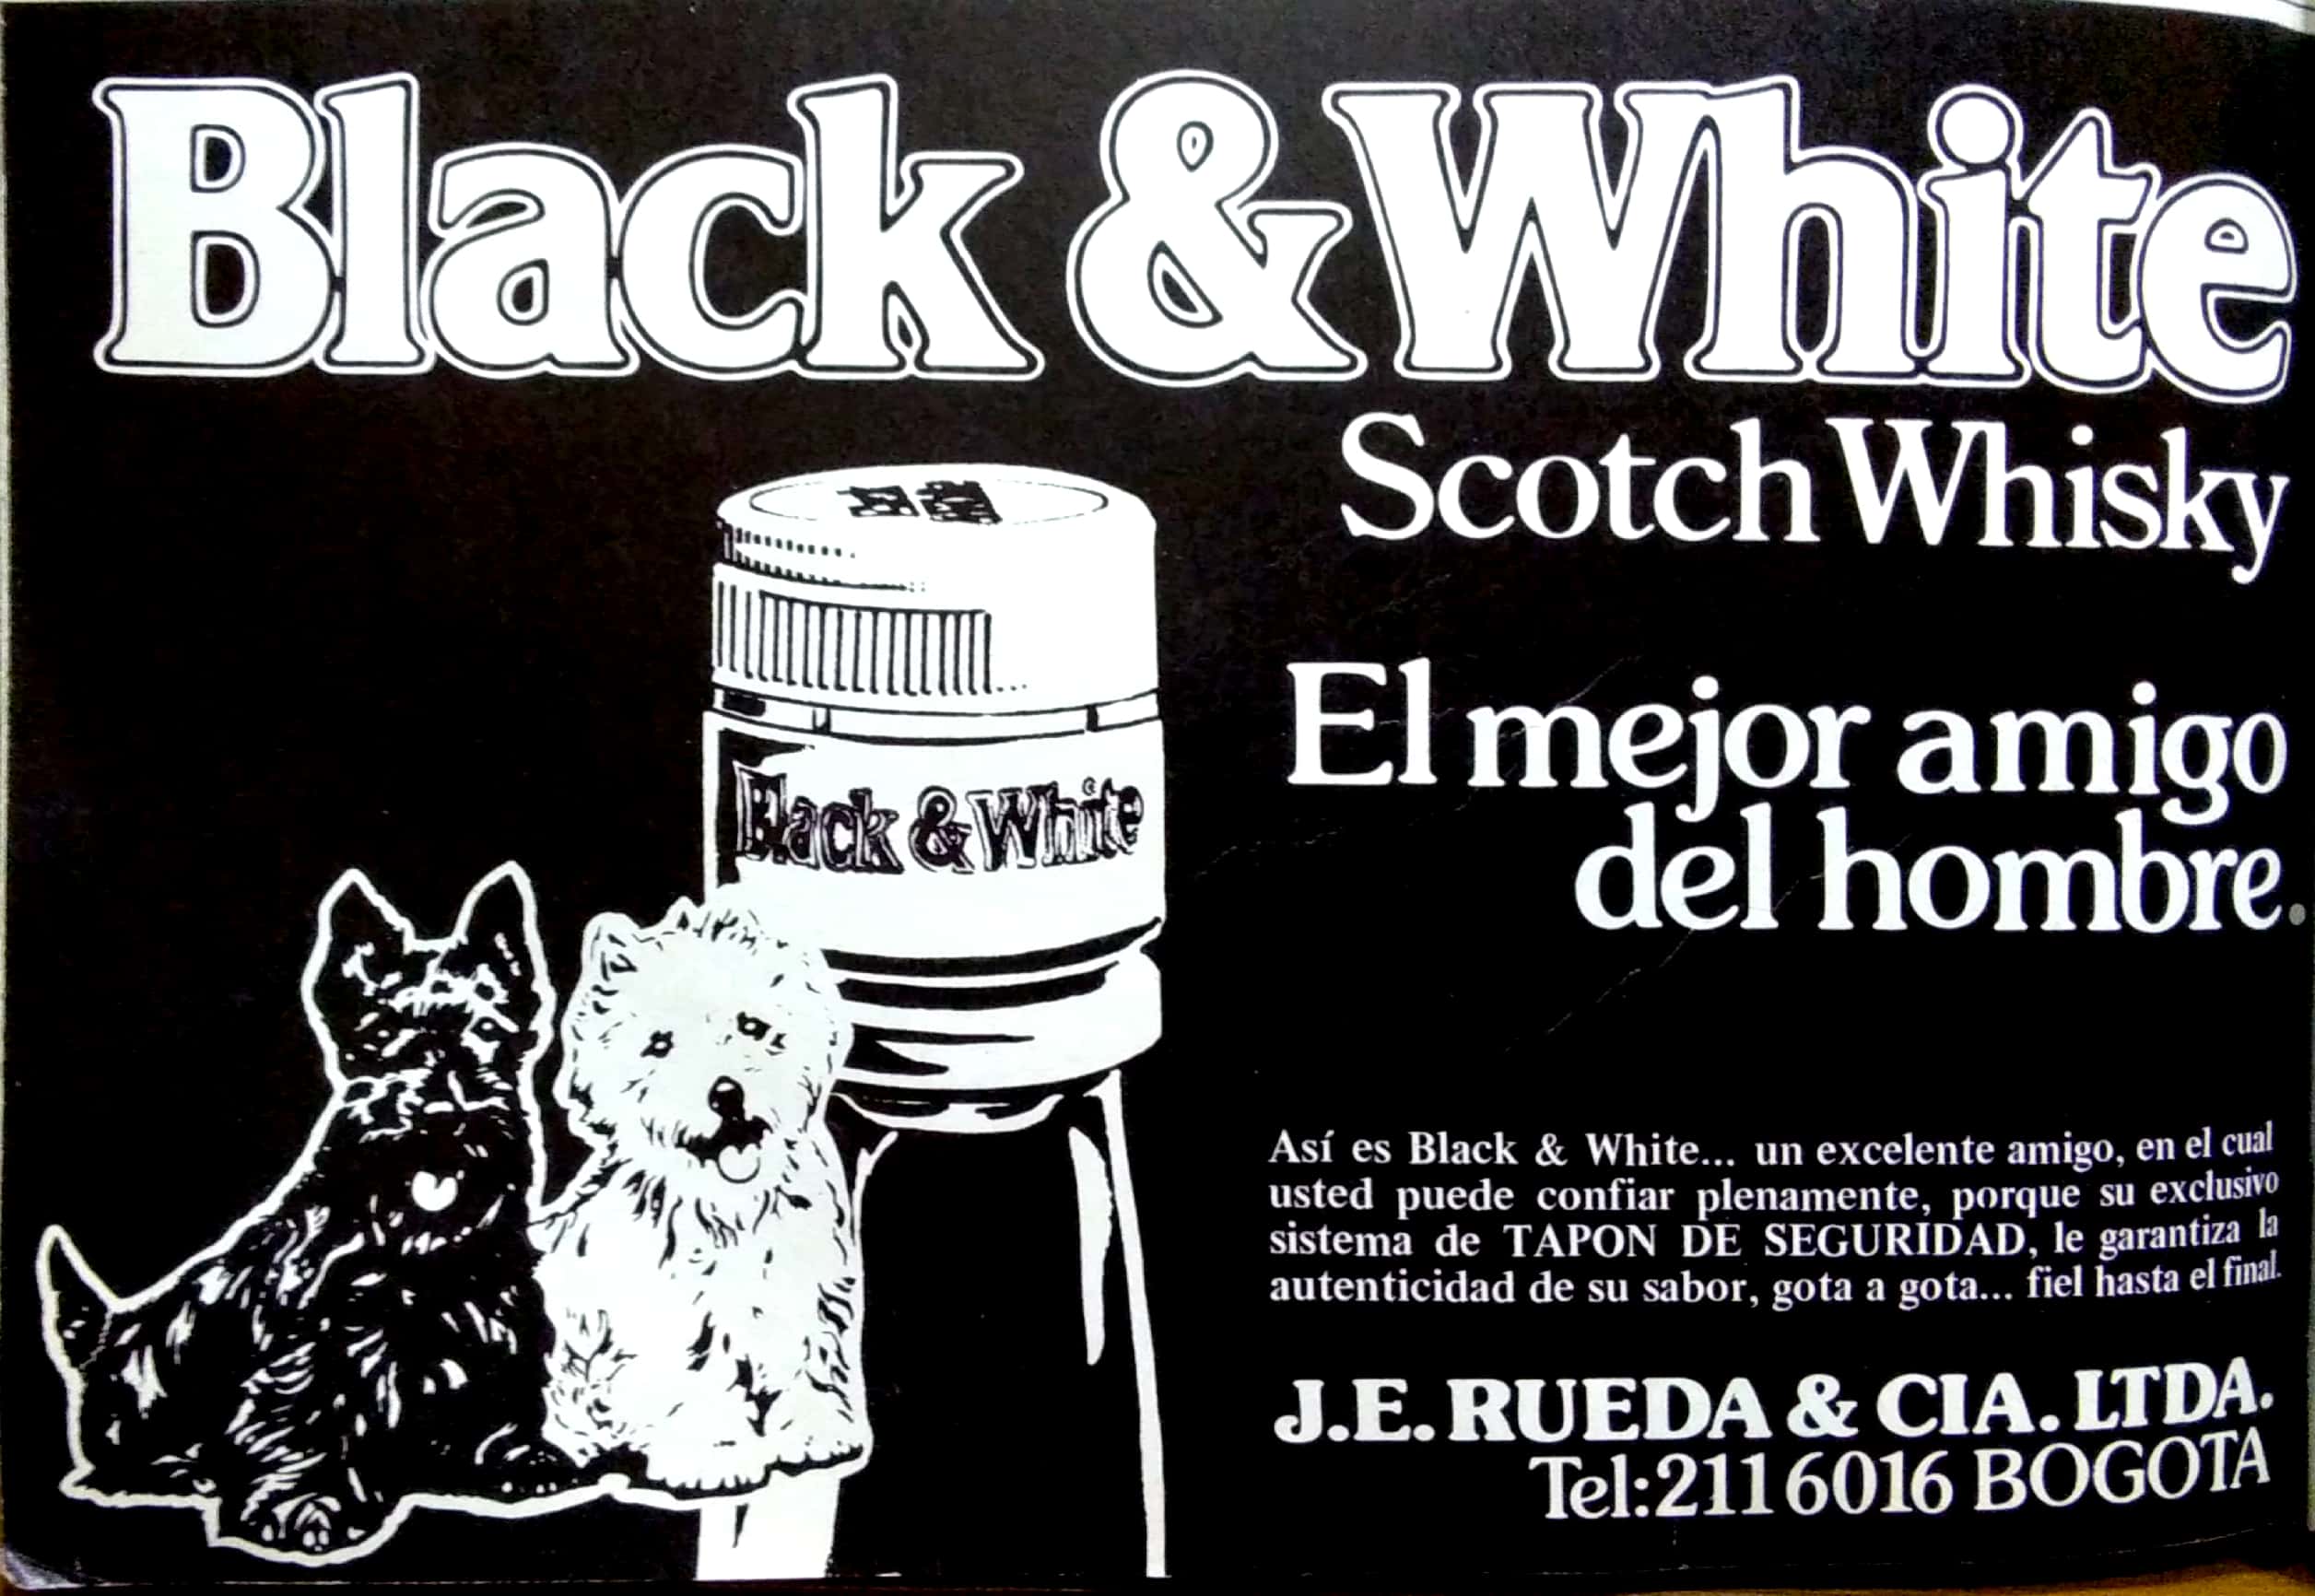 Black & White
Scotch Whisky
El mejor amigo
del hombre.
Black & White
Así es Black & White... un excelente amigo, en el cual
usted puede confiar plenamente, porque su exclusivo
sistema de TAPON DE SEGURIDAD, le garantiza la
autenticidad de su sabor, gota a gota... fiel hasta el final.
J.E. RUEDA & CIA. LTDA.
Tel: 211 6016 BOGOTA